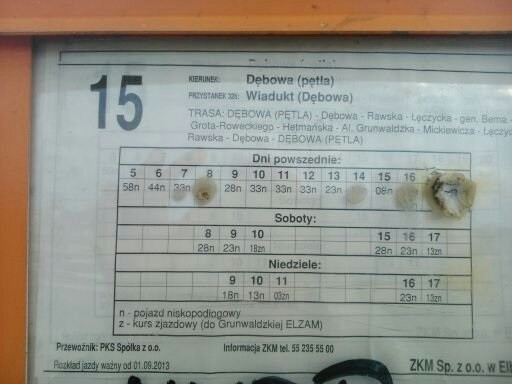 15
KIERUNEK: Dębowa (pętla)
PRZYSTANEK 325: Wiadukt (Dębowa)
TRASA: DĘBOWA (PĘTLA) - Dębowa - Rawska - Łęczycka - gen. Bema -
Grota-Roweckiego - Hetmańska - Al. Grunwaldzka - Mickiewicza - Łęczyc
Rawska - Dębowa - DĘBOWA (PĘTLA)
Dni powszednie:
5 6 7 8 9 10 11 12 13 14 15 16
58n 44n 33n 28n 33n 33n 33n 23n 08n
Soboty:
8 9 10 15 16 17
28n 23n 18zn 28n 23n 13zn
Niedziele:
9 10 11 16 17
18n 13n 03zn 23n 13zn
n - pojazd niskopodłogowy
z - kurs zjazdowy (do Grunwaldzkiej ELZAM)
Przewoźnik: PKS Spółka z o.o. Informacja ZKM tel. 55 235 55 00
Rozkład jazdy ważny od 01.09.2013 ZKM Sp. z o.o. w Elb